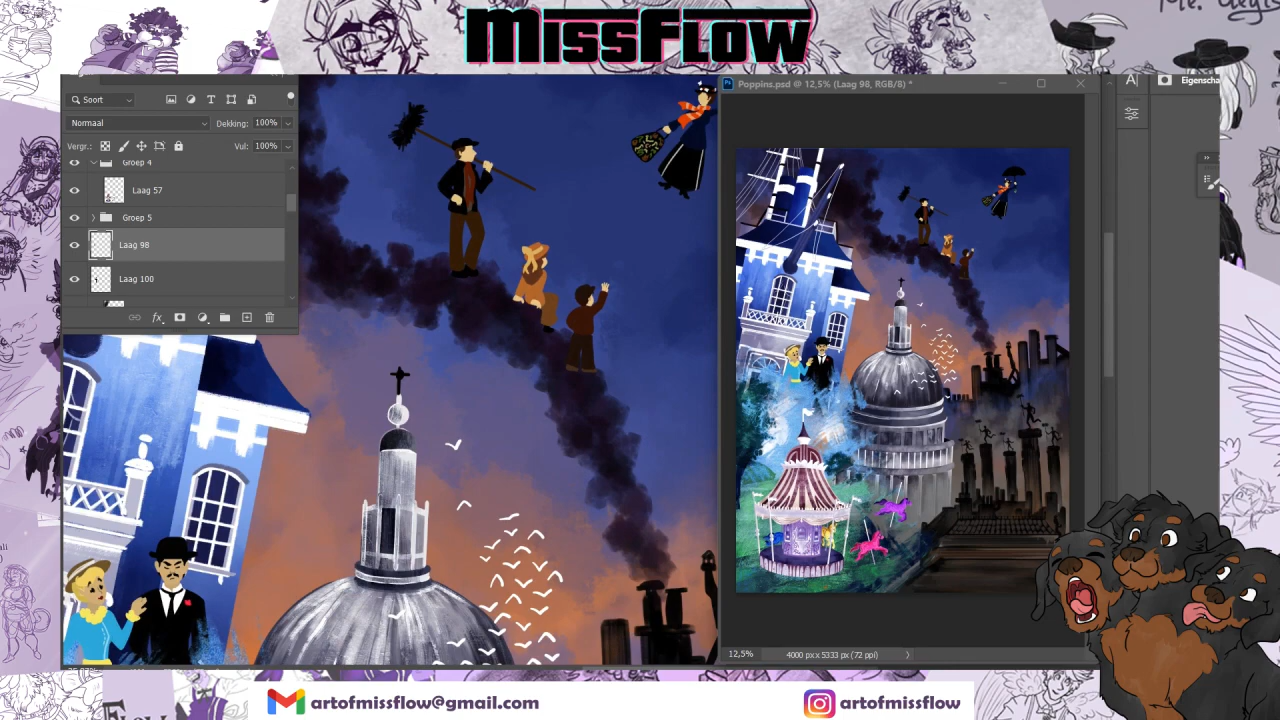 MISSFLOW
Poppins.psd @ 12,5% (Laag 98, RGB/8) *
Eigenscha
Soort
Normaal
Dekking: 100%
Vergr.:
Vul: 100%
Groep 4
Laag 57
Groep 5
Laag 98
Laag 100
12,5%
4000 px x 5333 px (72 ppi)
artofmissflow@gmail.com
artofmissflow